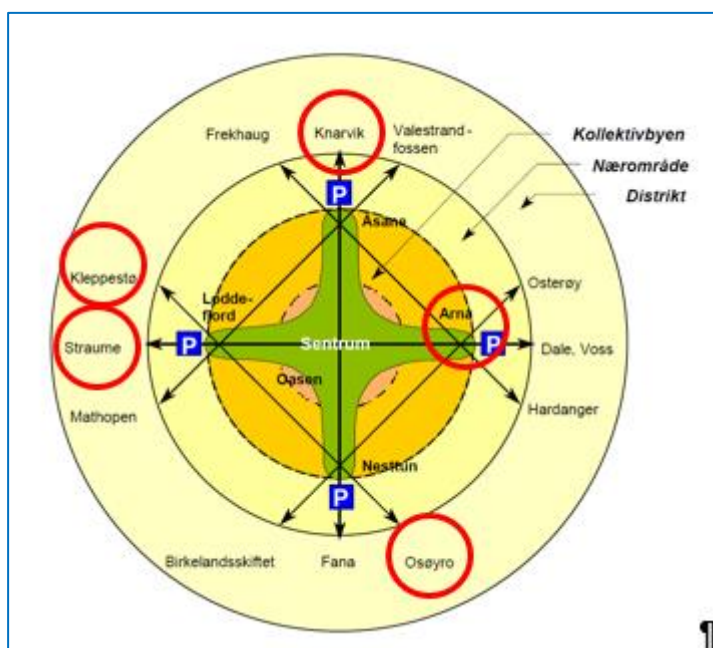 Frekhaug
Knarvik
Valestrand-
fossen
Kollektivbyen
Nærområde
Distrikt
P
Åsane
Kleppestø
Lodde-
fjord
Arna
Osterøy
Straume
P
Sentrum
P
Dale, Voss
Oasen
Mathopen
Hardanger
Nesttun
P
Birkelandsskiftet
Fana
Osøyro
¶